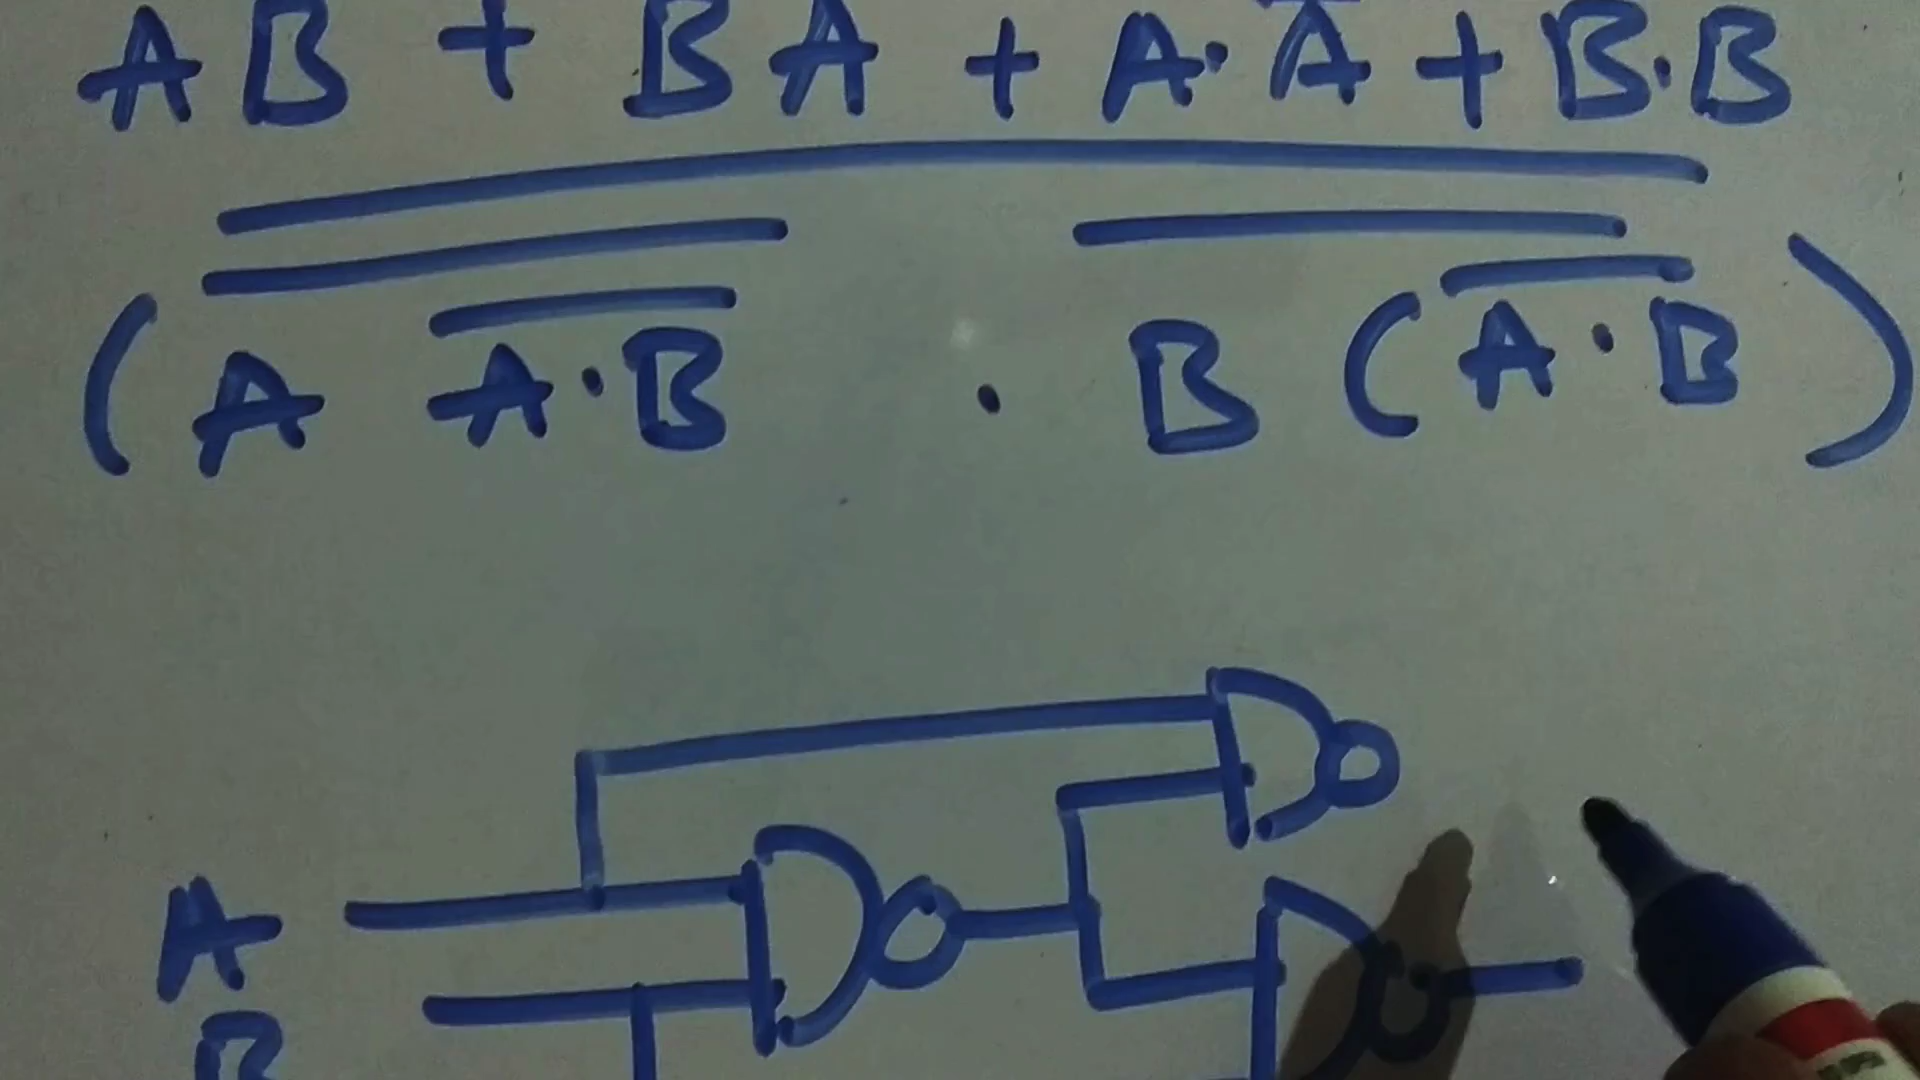 AB + BA + A·A̅ + B·B
(A A·B · B (A·B))
A
B